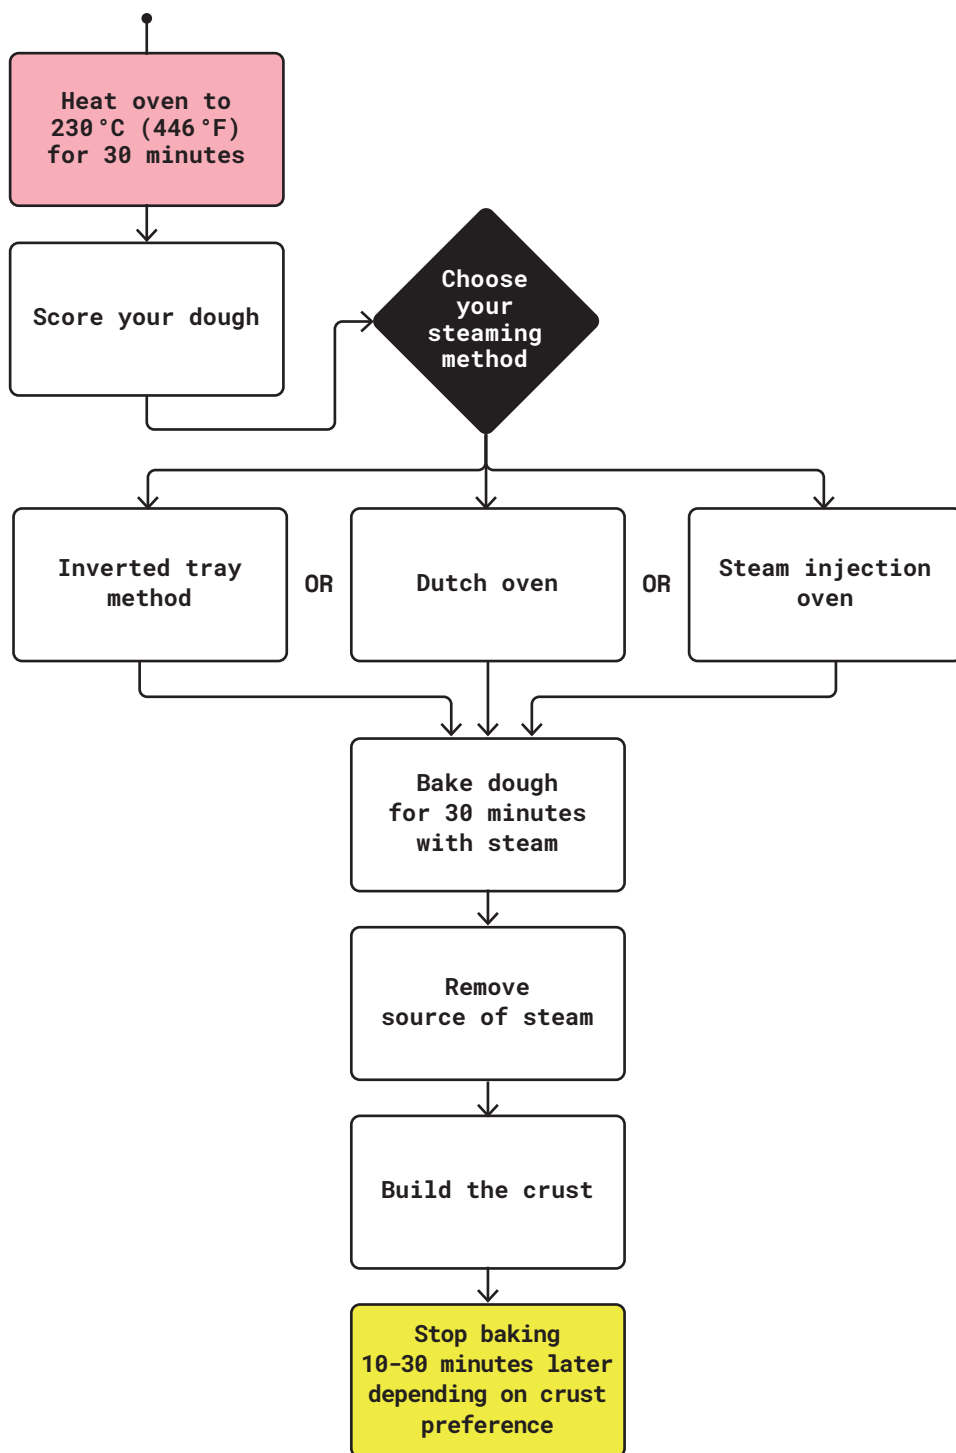 Heat oven to
230 °C (446 °F)
for 30 minutes
Score your dough
Choose
your
steaming
method
Inverted tray
method
OR
Dutch oven
OR
Steam injection
oven
Bake dough
for 30 minutes
with steam
Remove
source of steam
Build the crust
Stop baking
10–30 minutes later
depending on crust
preference